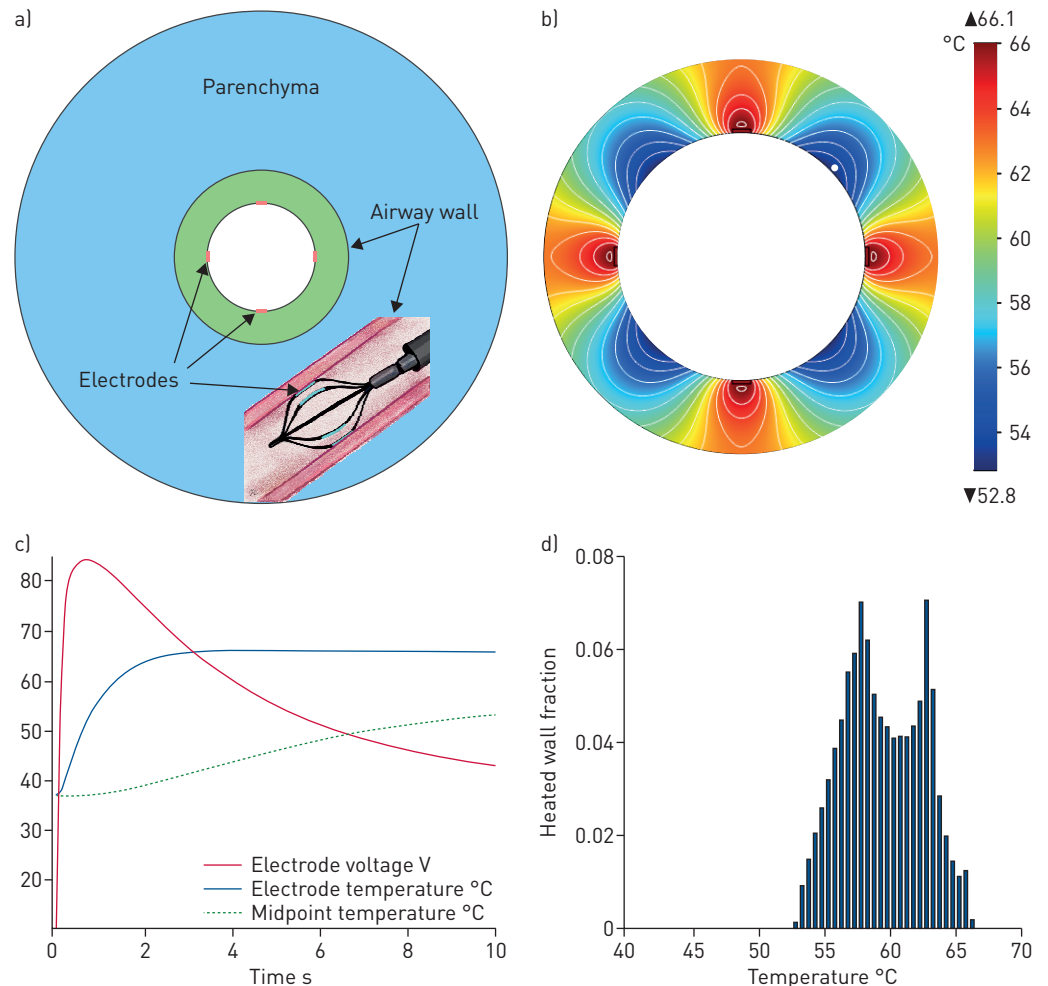 a)
Parenchyma
Airway wall
Electrodes
b)
▲66.1
°C
66
64
62
60
58
56
54
▼52.8
c)
80
70
60
50
40
30
20
0
2
4
6
8
10
Electrode voltage V
Electrode temperature °C
Midpoint temperature °C
Time s
d)
0.08
0.06
0.04
0.02
0
Heated wall fraction
40
45
50
55
60
65
70
Temperature °C